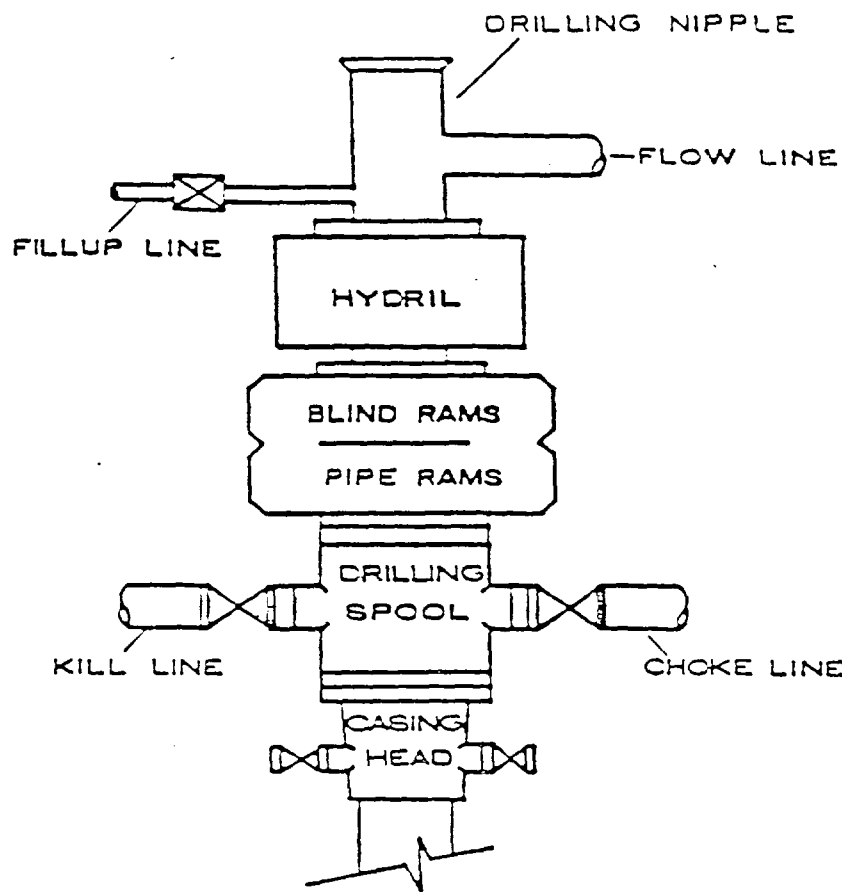 DRILLING NIPPLE
FLOW LINE
FILLUP LINE
HYDRIL
BLIND RAMS
PIPE RAMS
DRILLING
SPOOL
KILL LINE
CHOKE LINE
CASING
HEAD